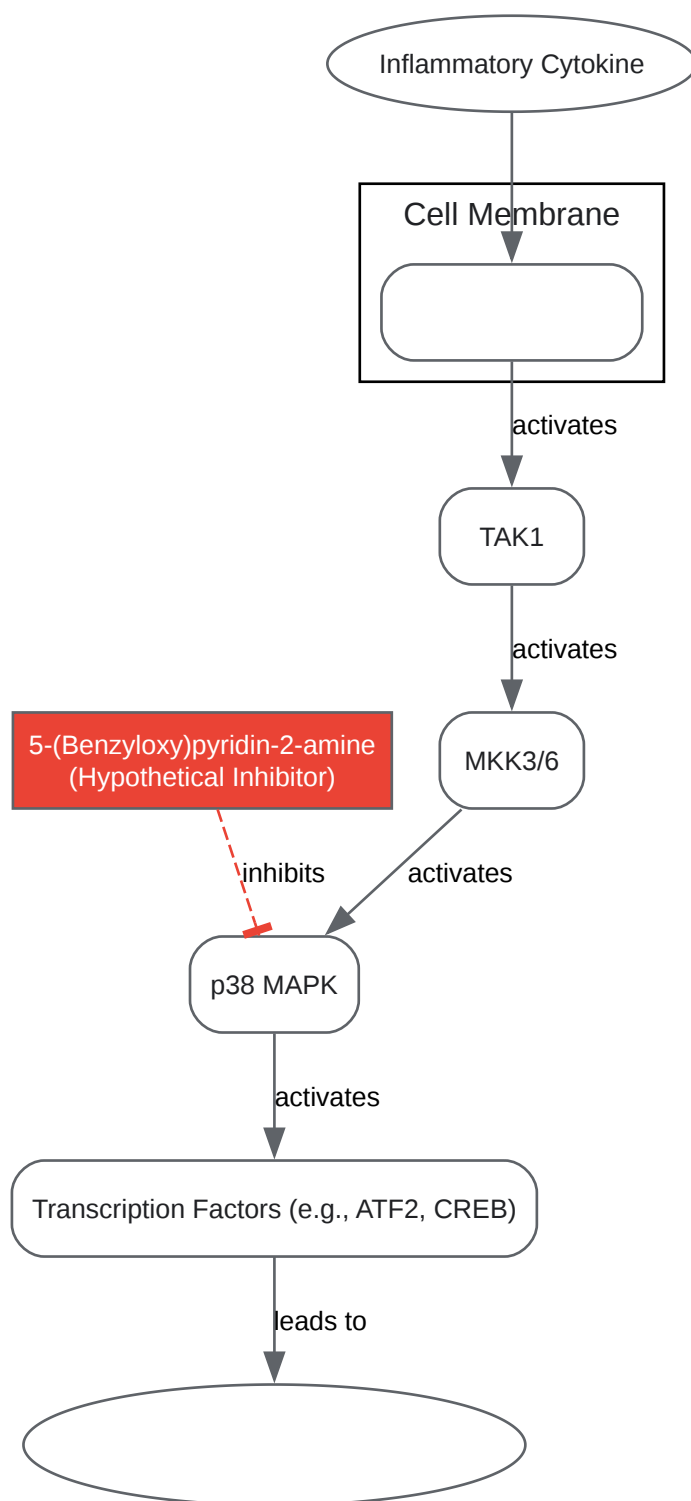 Inflammatory Cytokine
Cell Membrane
activates
TAK1
activates
5-(Benzyloxy)pyridin-2-amine
(Hypothetical Inhibitor)
MKK3/6
inhibits
activates
p38 MAPK
activates
Transcription Factors (e.g., ATF2, CREB)
leads to